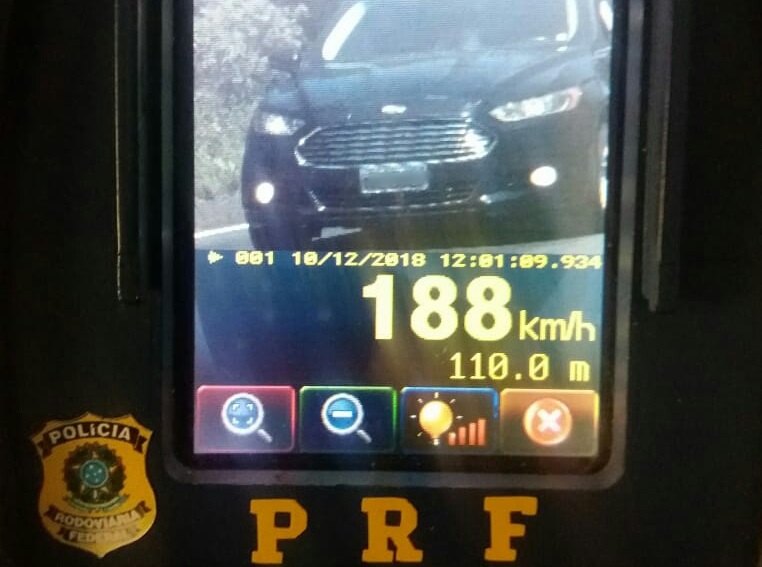 001 10/12/2018 12:01:09.934
188 km/h
110.0 m
POLÍCIA
RODOVIÁRIA
FEDERAL
PRF